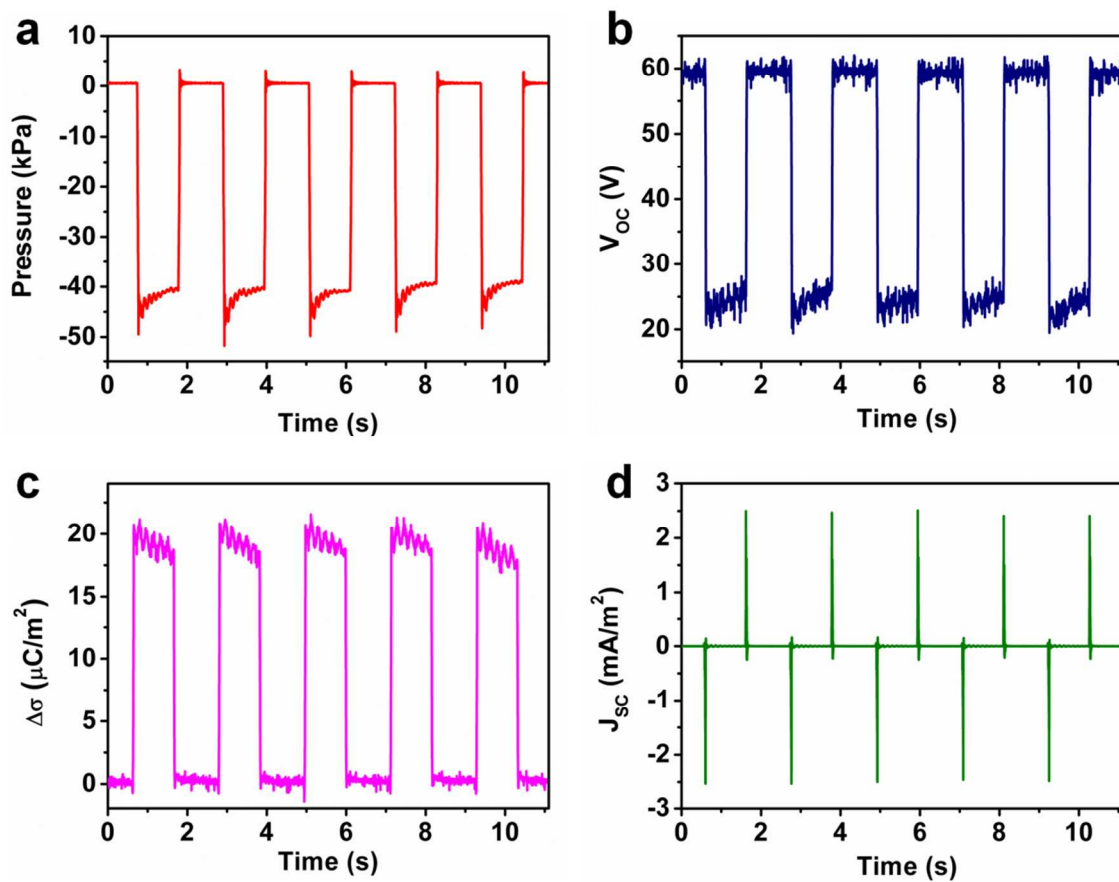 a
10
0
-10
-20
-30
-40
-50
Pressure (kPa)
0 2 4 6 8 10
Time (s)
b
60
50
40
30
20
V_OC (V)
0 2 4 6 8 10
Time (s)
c
20
15
10
5
0
Δσ (μC/m²)
0 2 4 6 8 10
Time (s)
d
3
2
1
0
-1
-2
-3
J_SC (mA/m²)
0 2 4 6 8 10
Time (s)